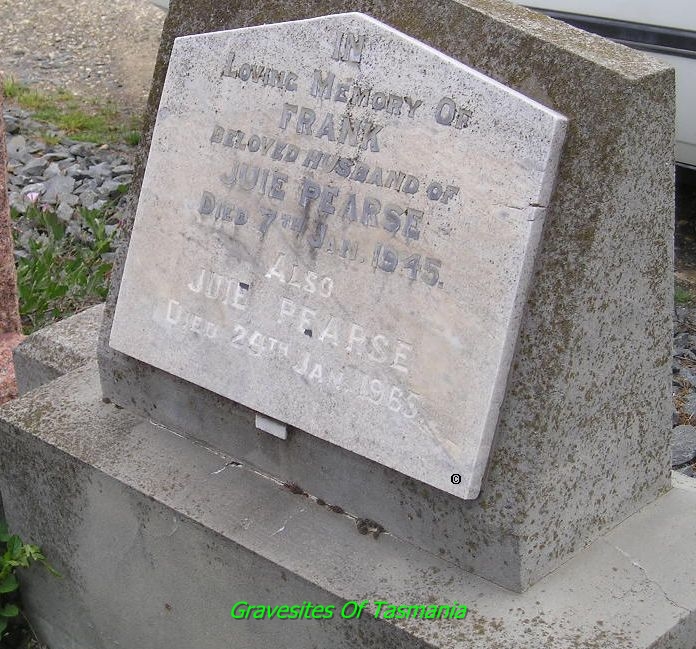 IN
LOVING MEMORY OF
FRANK
BELOVED HUSBAND OF
JUIE PEARSE
DIED 7TH JAN. 1945.
ALSO
JUIE PEARSE
DIED 29TH JAN. 1965.
©
Gravesites Of Tasmania